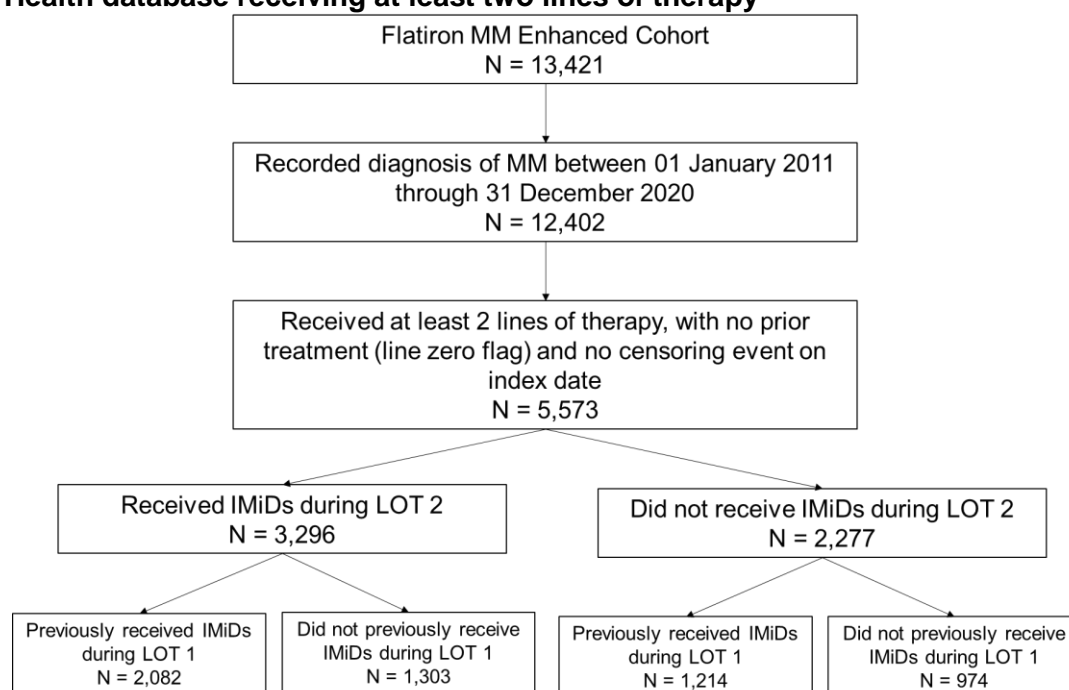 Health database receiving at least two lines of therapy
Flatiron MM Enhanced Cohort
N = 13,421
Recorded diagnosis of MM between 01 January 2011
through 31 December 2020
N = 12,402
Received at least 2 lines of therapy, with no prior
treatment (line zero flag) and no censoring event on
index date
N = 5,573
Received IMiDs during LOT 2
N = 3,296
Did not receive IMiDs during LOT 2
N = 2,277
Previously received IMiDs
during LOT 1
N = 2,082
Did not previously receive
IMiDs during LOT 1
N = 1,303
Previously received IMiDs
during LOT 1
N = 1,214
Did not previously receive
IMiDs during LOT 1
N = 974